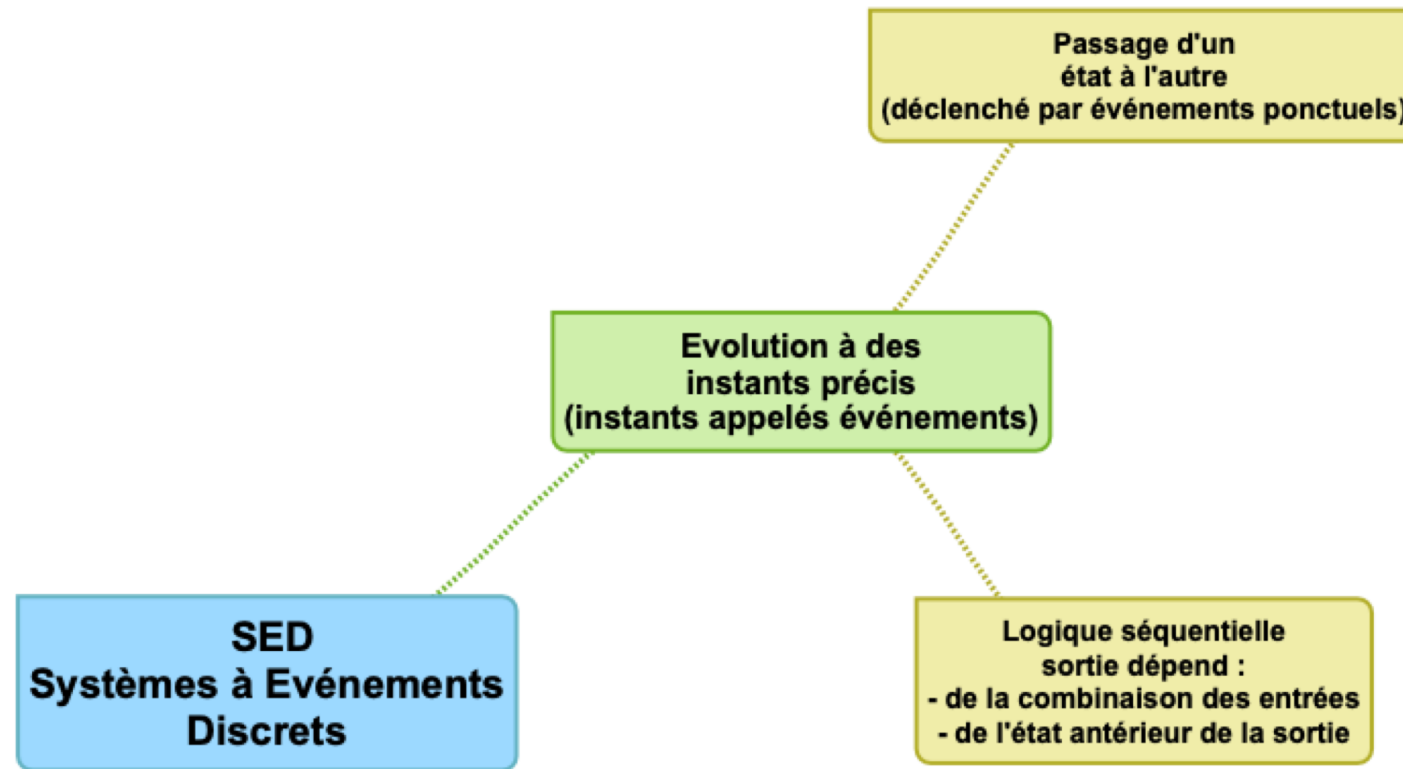 Passage d'un
état à l'autre
(déclenché par événements ponctuels)
Evolution à des
instants précis
(instants appelés événements)
SED
Systèmes à Evénements
Discrets
Logique séquentielle
sortie dépend :
- de la combinaison des entrées
- de l'état antérieur de la sortie